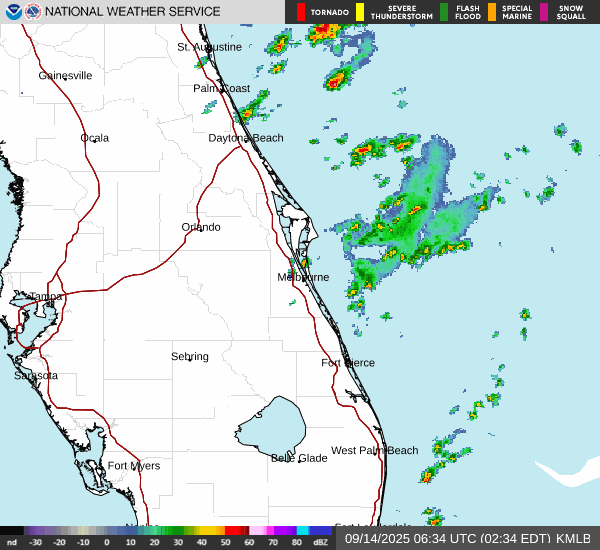 NATIONAL WEATHER SERVICE
TORNADO
SEVERE
THUNDERSTORM
FLASH
FLOOD
SPECIAL
MARINE
SNOW
SQUALL
St. Augustine
Gainesville
Palm Coast
Ocala
Daytona Beach
Orlando
Melbourne
Tampa
Sebring
Fort Pierce
Sarasota
West Palm Beach
Belle Glade
Fort Myers
nd -30 -20 -10 0 10 20 30 40 50 60 70 80 dBZ
09/14/2025 06:34 UTC (02:34 EDT) KMLB